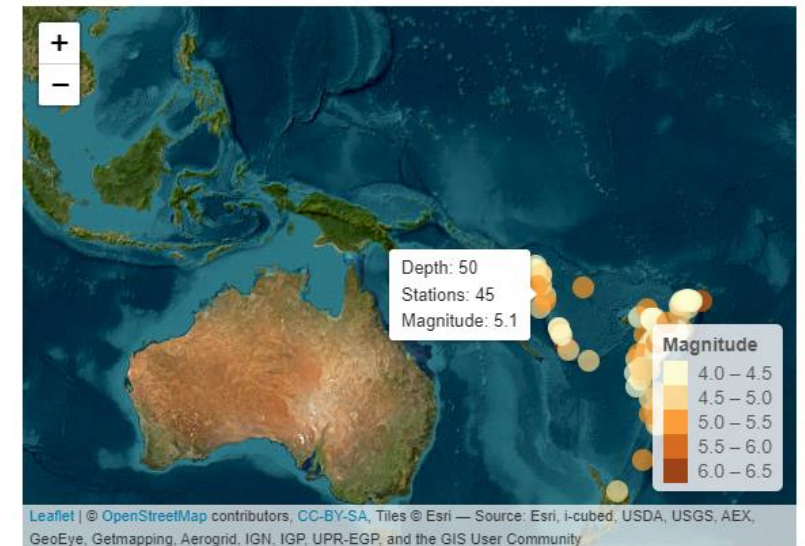 +
−
Depth: 50
Stations: 45
Magnitude: 5.1
Magnitude
4.0 – 4.5
4.5 – 5.0
5.0 – 5.5
5.5 – 6.0
6.0 – 6.5
Leaflet | © OpenStreetMap contributors, CC-BY-SA, Tiles © Esri — Source: Esri, i-cubed, USDA, USGS, AEX,
GeoEye, Getmapping, Aerogrid, IGN, IGP, UPR-EGP, and the GIS User Community